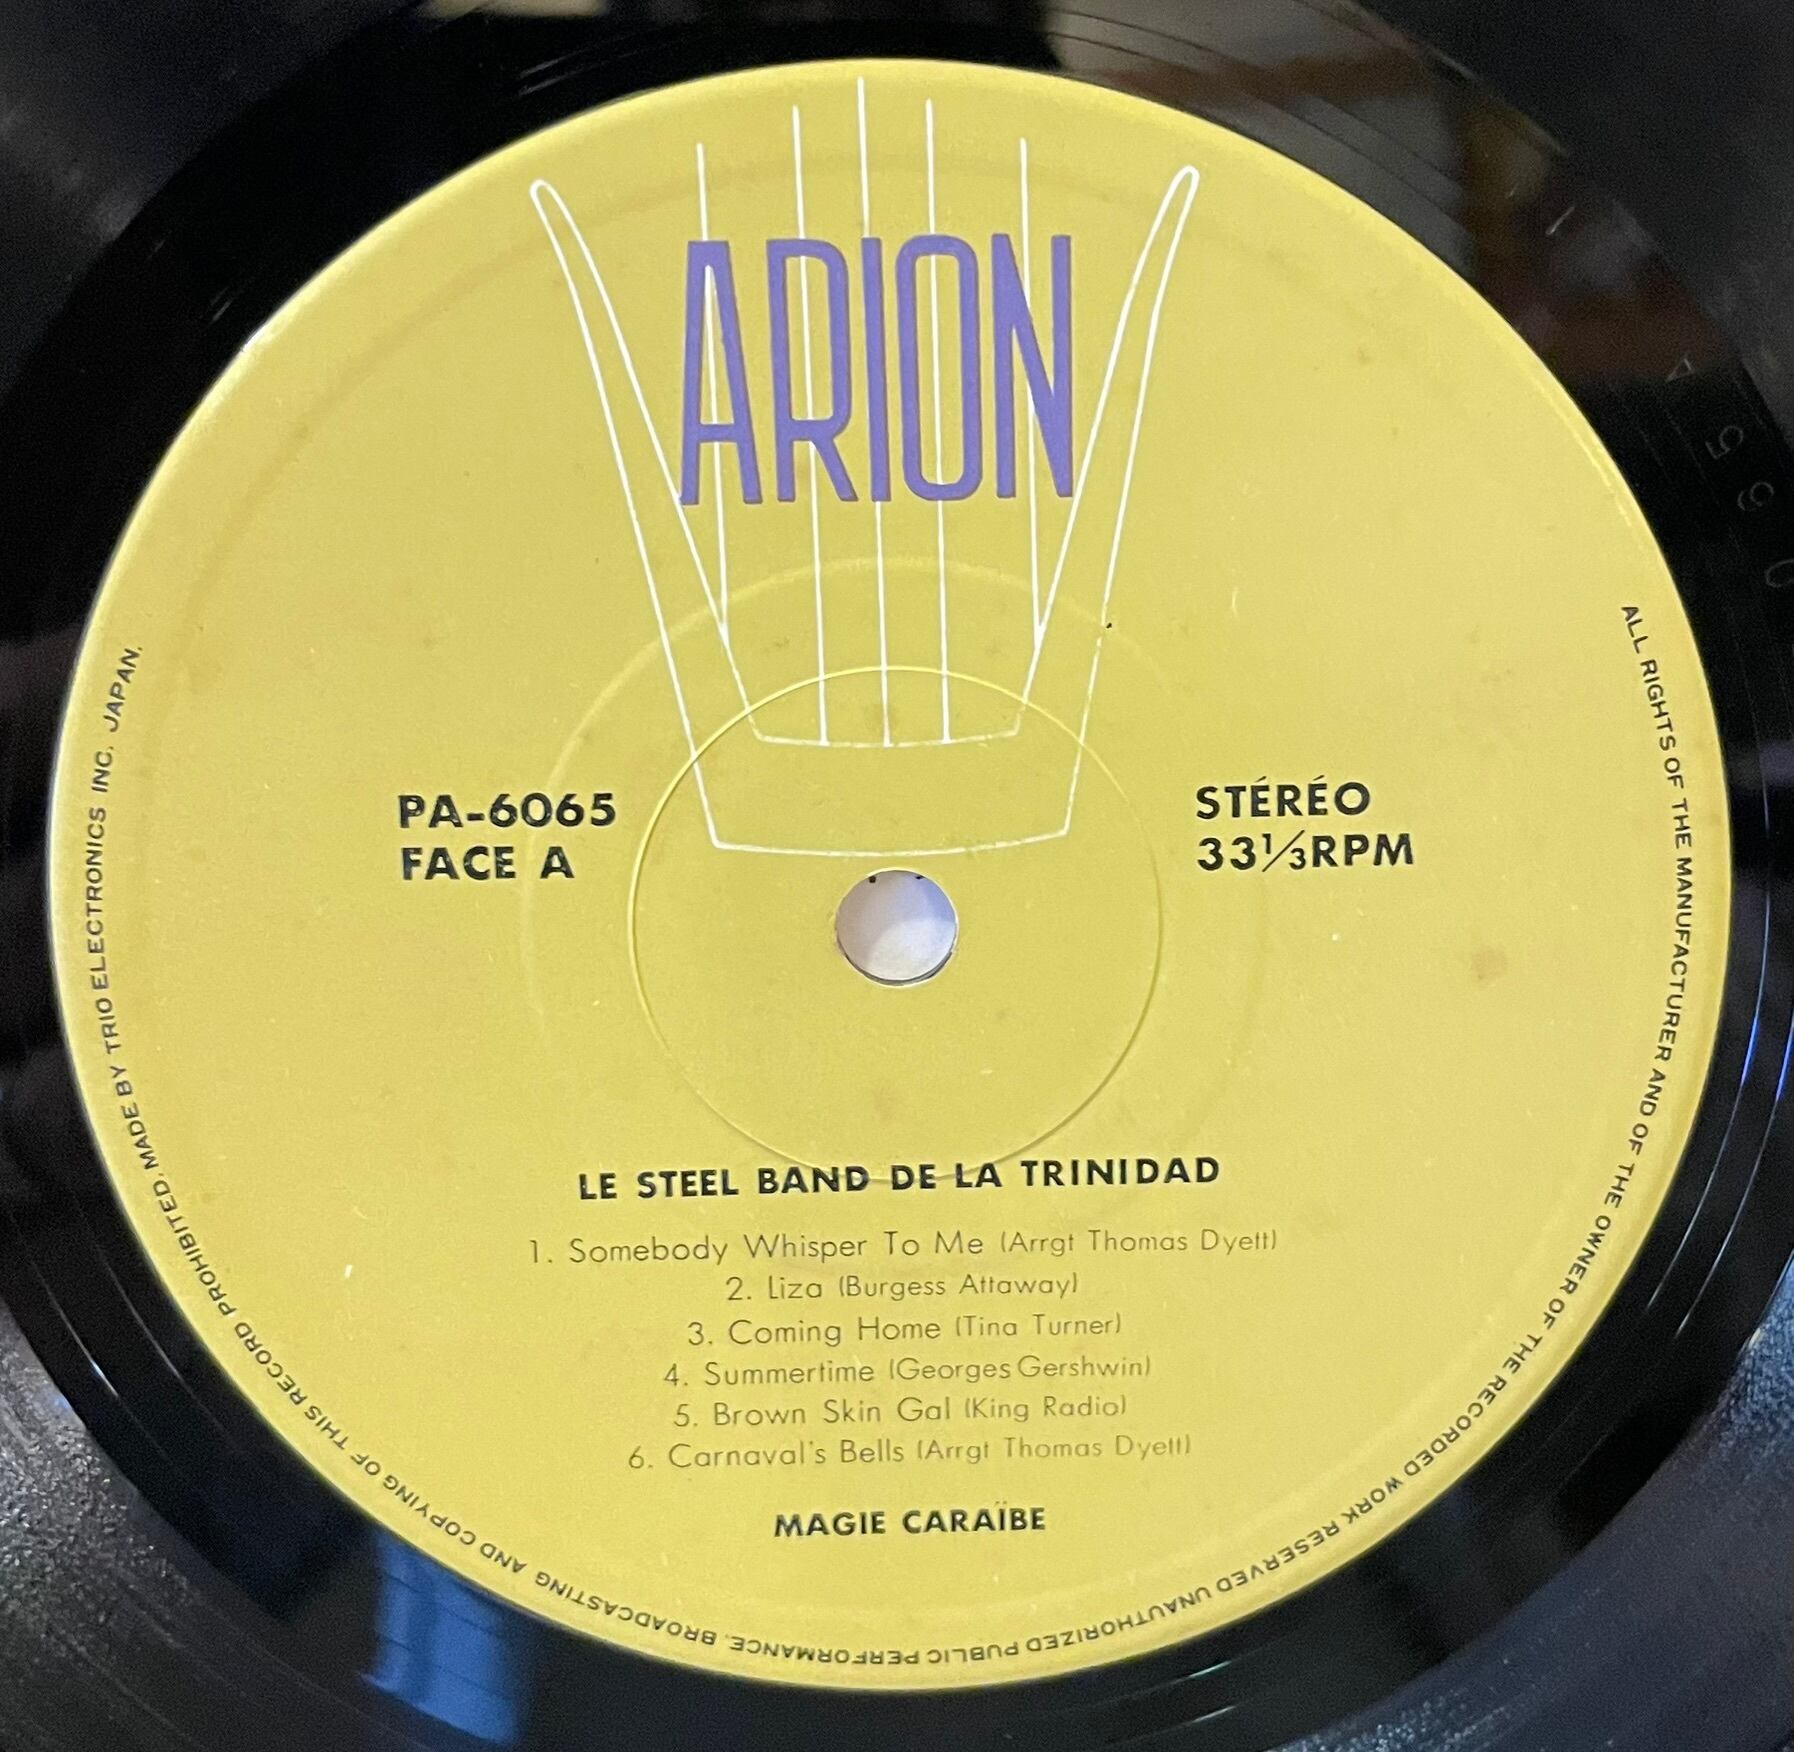 ARION
PA-6065
FACE A
STÉRÉO
33⅓RPM
LE STEEL BAND DE LA TRINIDAD
1. Somebody Whisper To Me (Arrgt Thomas Dyett)
2. Liza (Burgess Attaway)
3. Coming Home (Tina Turner)
4. Summertime (Georges Gershwin)
5. Brown Skin Gal (King Radio)
6. Carnaval's Bells (Arrgt Thomas Dyett)
MAGIE CARAÏBE
ALL RIGHTS OF THE MANUFACTURER AND OF THE OWNER OF THE RECORDED WORK RESERVED UNAUTHORIZED PUBLIC PERFORMANCE. BROADCASTING AND COPYING OF THIS RECORD PROHIBITED. MADE BY TRIO ELECTRONICS INC. JAPAN.